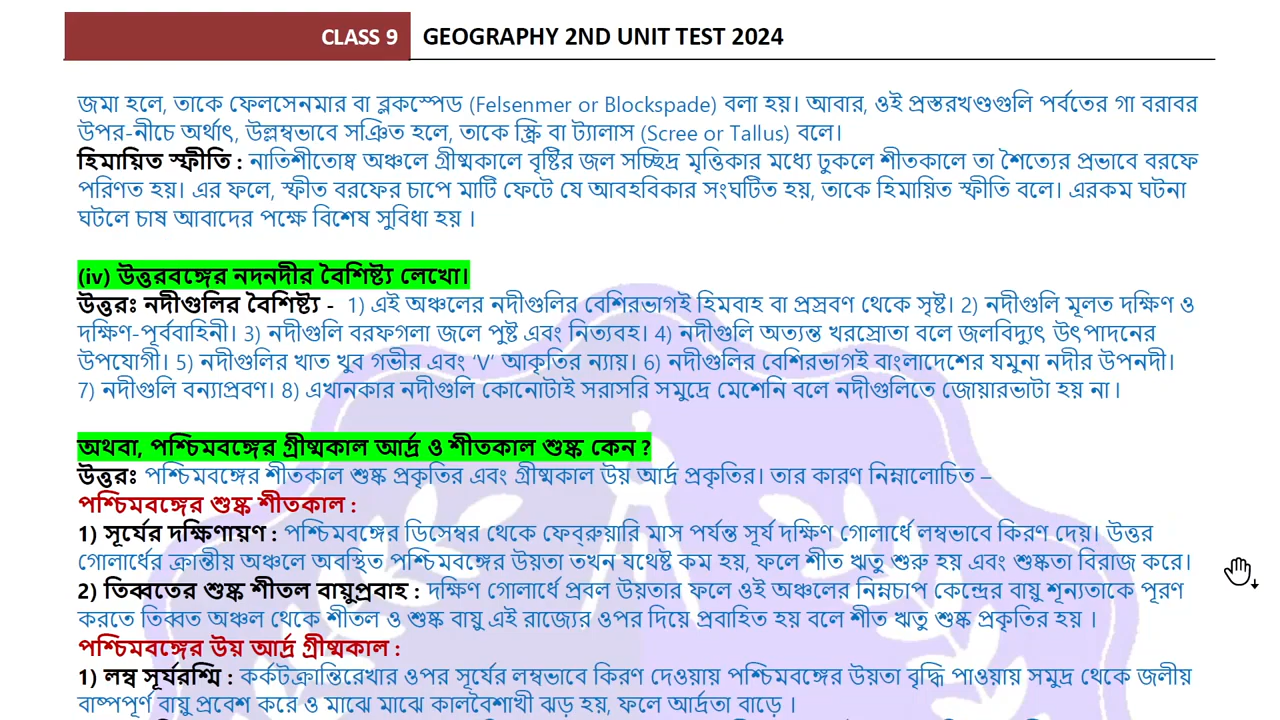 CLASS 9 GEOGRAPHY 2ND UNIT TEST 2024
জমা হলে, তাকে ফেলসেনমার বা ব্লকস্পেড (Felsenmer or Blockspade) বলা হয়। আবার, ওই প্রস্তরখণ্ডগুলি পর্বতের গা বরাবর
উপর-নীচে অর্থাৎ, উল্লম্বভাবে সঞ্চিত হলে, তাকে স্ক্রি বা ট্যালাস (Scree or Tallus) বলে।
হিমায়িত স্ফীতি : নাতিশীতোষ্ণ অঞ্চলে গ্রীষ্মকালে বৃষ্টির জল সচ্ছিদ্র মৃত্তিকার মধ্যে ঢুকলে শীতকালে তা শৈত্যের প্রভাবে বরফে
পরিণত হয়। এর ফলে, স্ফীত বরফের চাপে মাটি ফেটে যে আবহবিকার সংঘটিত হয়, তাকে হিমায়িত স্ফীতি বলে। এরকম ঘটনা
ঘটলে চাষ আবাদের পক্ষে বিশেষ সুবিধা হয় ।
(iv) উত্তরবঙ্গের নদনদীর বৈশিষ্ট্য লেখো।
উত্তরঃ নদীগুলির বৈশিষ্ট্য - 1) এই অঞ্চলের নদীগুলির বেশিরভাগই হিমবাহ বা প্রস্রবণ থেকে সৃষ্ট। 2) নদীগুলি মূলত দক্ষিণ ও
দক্ষিণ-পূর্ববাহিনী। 3) নদীগুলি বরফগলা জলে পুষ্ট এবং নিত্যবহ। 4) নদীগুলি অত্যন্ত খরস্রোতা বলে জলবিদ্যুৎ উৎপাদনের
উপযোগী। 5) নদীগুলির খাত খুব গভীর এবং ‘V’ আকৃতির ন্যায়। 6) নদীগুলির বেশিরভাগই বাংলাদেশের যমুনা নদীর উপনদী।
7) নদীগুলি বন্যাপ্রবণ। 8) এখানকার নদীগুলি কোনোটাই সরাসরি সমুদ্রে মেশেনি বলে নদীগুলিতে জোয়ারভাটা হয় না ।
অথবা, পশ্চিমবঙ্গের গ্রীষ্মকাল আর্দ্র ও শীতকাল শুষ্ক কেন ?
উত্তরঃ পশ্চিমবঙ্গের শীতকাল শুষ্ক প্রকৃতির এবং গ্রীষ্মকাল উষ্ণ আর্দ্র প্রকৃতির। তার কারণ নিম্নালোচিত –
পশ্চিমবঙ্গের শুষ্ক শীতকাল :
1) সূর্যের দক্ষিণায়ণ : পশ্চিমবঙ্গের ডিসেম্বর থেকে ফেব্রুয়ারি মাস পর্যন্ত সূর্য দক্ষিণ গোলার্ধে লম্বভাবে কিরণ দেয়। উত্তর
গোলার্ধের ক্রান্তীয় অঞ্চলে অবস্থিত পশ্চিমবঙ্গের উষ্ণতা তখন যথেষ্ট কম হয়, ফলে শীত ঋতু শুরু হয় এবং শুষ্কতা বিরাজ করে।
2) তিব্বতের শুষ্ক শীতল বায়ুপ্রবাহ : দক্ষিণ গোলার্ধে প্রবল উষ্ণতার ফলে ওই অঞ্চলের নিম্নচাপ কেন্দ্রের বায়ু শূন্যতাকে পূরণ
করতে তিব্বত অঞ্চল থেকে শীতল ও শুষ্ক বায়ু এই রাজ্যের ওপর দিয়ে প্রবাহিত হয় বলে শীত ঋতু শুষ্ক প্রকৃতির হয় ।
পশ্চিমবঙ্গের উষ্ণ আর্দ্র গ্রীষ্মকাল :
1) লম্ব সূর্যরশ্মি : কর্কটক্রান্তিরেখার ওপর সূর্যের লম্বভাবে কিরণ দেওয়ায় পশ্চিমবঙ্গের উষ্ণতা বৃদ্ধি পাওয়ায় সমুদ্র থেকে জলীয়
বাষ্পপূর্ণ বায়ু প্রবেশ করে ও মাঝে মাঝে কালবৈশাখী ঝড় হয়, ফলে আর্দ্রতা বাড়ে ।